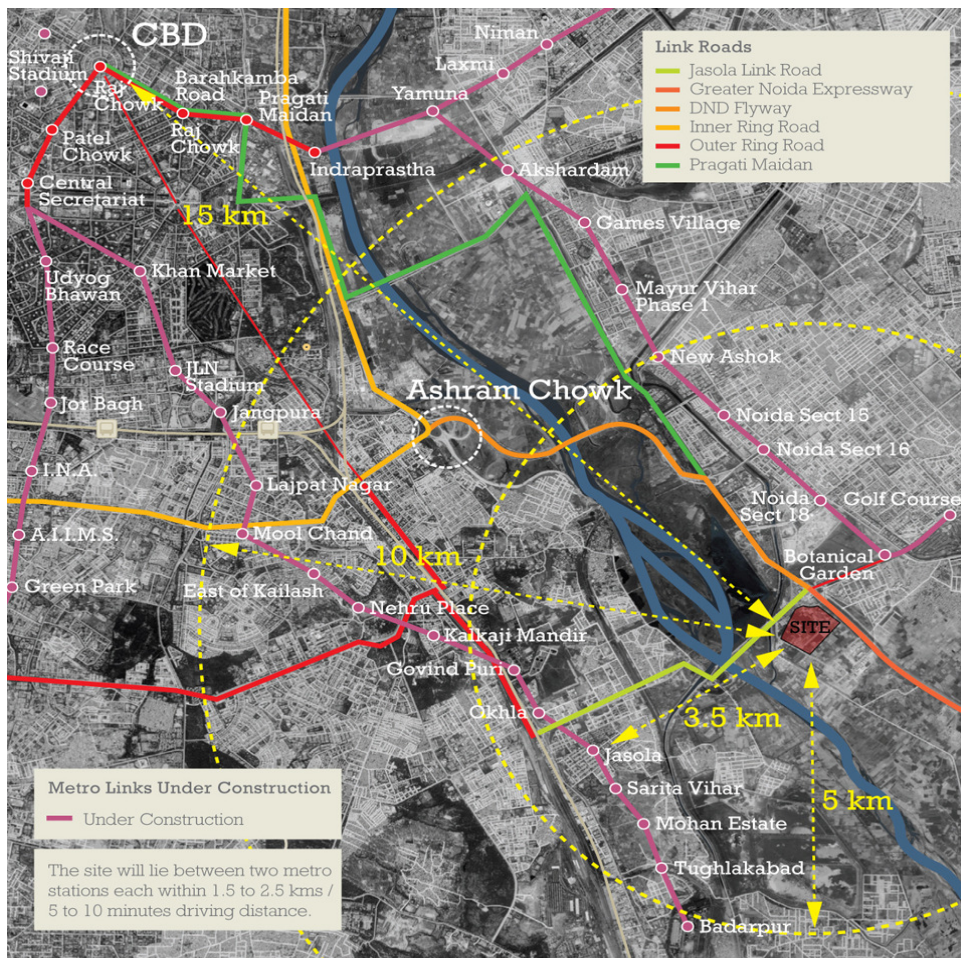 CBD
Shivaji
Stadium
Raj
Chowk
Barahkamba
Road
Pragati
Maidan
Raj
Chowk
Patel
Chowk
Central
Secretariat
Indraprastha
Niman
Laxmi
Yamuna
Akshardam
Link Roads
Jasola Link Road
Greater Noida Expressway
DND Flyway
Inner Ring Road
Outer Ring Road
Pragati Maidan
15 km
Games Village
Khan Market
Udyog
Bhawan
Mayur Vihar
Phase 1
Race
Course
JLN
Stadium
New Ashok
Jor Bagh
Jangpura
Ashram Chowk
Noida Sect 15
Noida Sect 16
I.N.A.
Lajpat Nagar
Noida
Sect 18
Golf Course
A.I.I.M.S.
Mool Chand
10 km
Botanical
Garden
Green Park
East of Kailash
Nehru Place
Kalkaji Mandir
SITE
Govind Puri
Okhla
3.5 km
Jasola
Sarita Vihar
5 km
Mohan Estate
Tughlakabad
Badarpur
Metro Links Under Construction
Under Construction
The site will lie between two metro
stations each within 1.5 to 2.5 kms /
5 to 10 minutes driving distance.